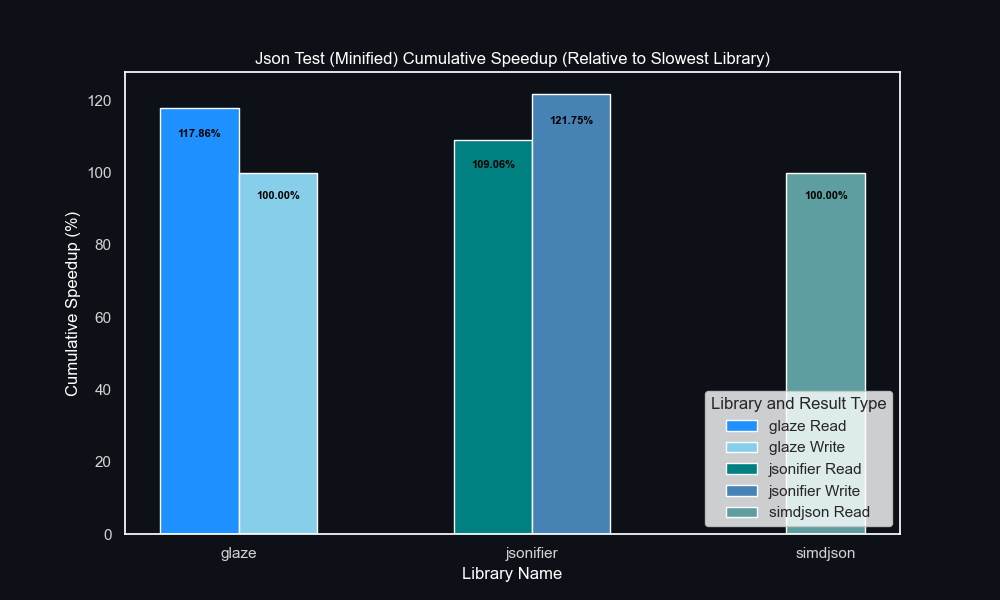 Json Test (Minified) Cumulative Speedup (Relative to Slowest Library)
120
100
80
60
40
20
0
Cumulative Speedup (%)
117.86%
100.00%
109.06%
121.75%
100.00%
Library and Result Type
glaze Read
glaze Write
jsonifier Read
jsonifier Write
simdjson Read
glaze
jsonifier
simdjson
Library Name